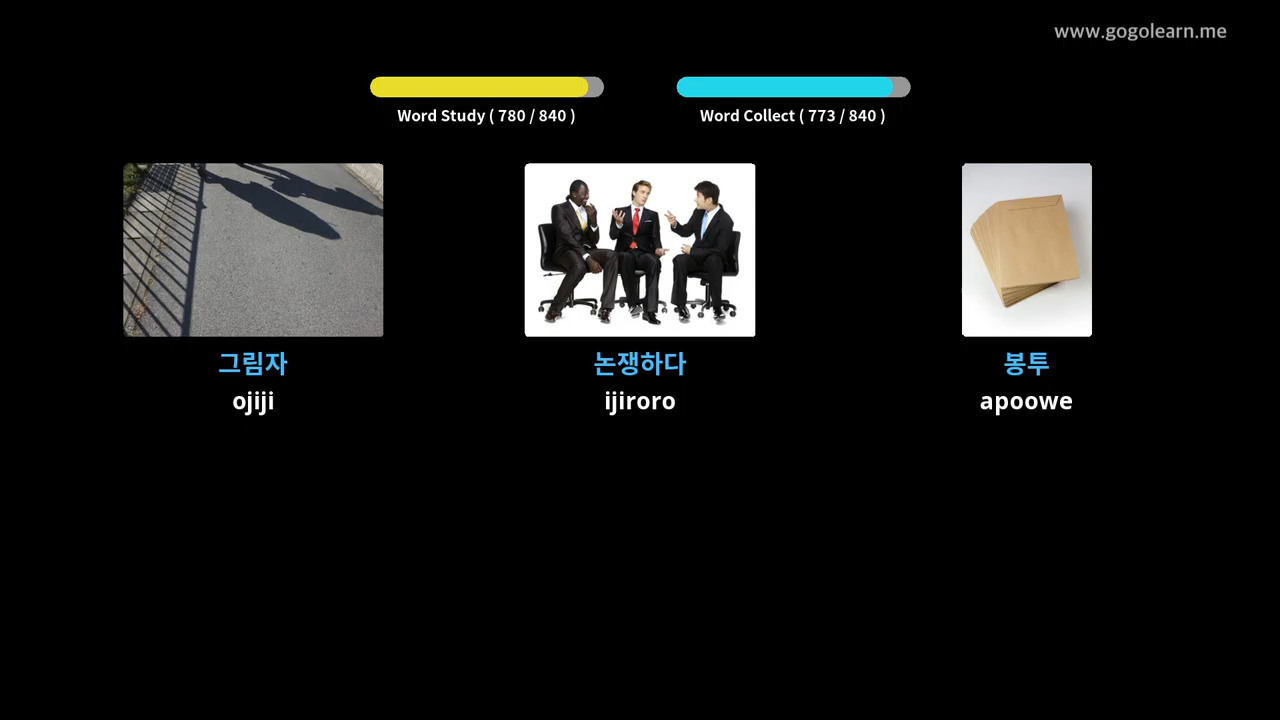 www.gogolearn.me
Word Study ( 780 / 840 )
Word Collect ( 773 / 840 )
그림자
논쟁하다
봉투
ojiji
ijiroro
apoowe